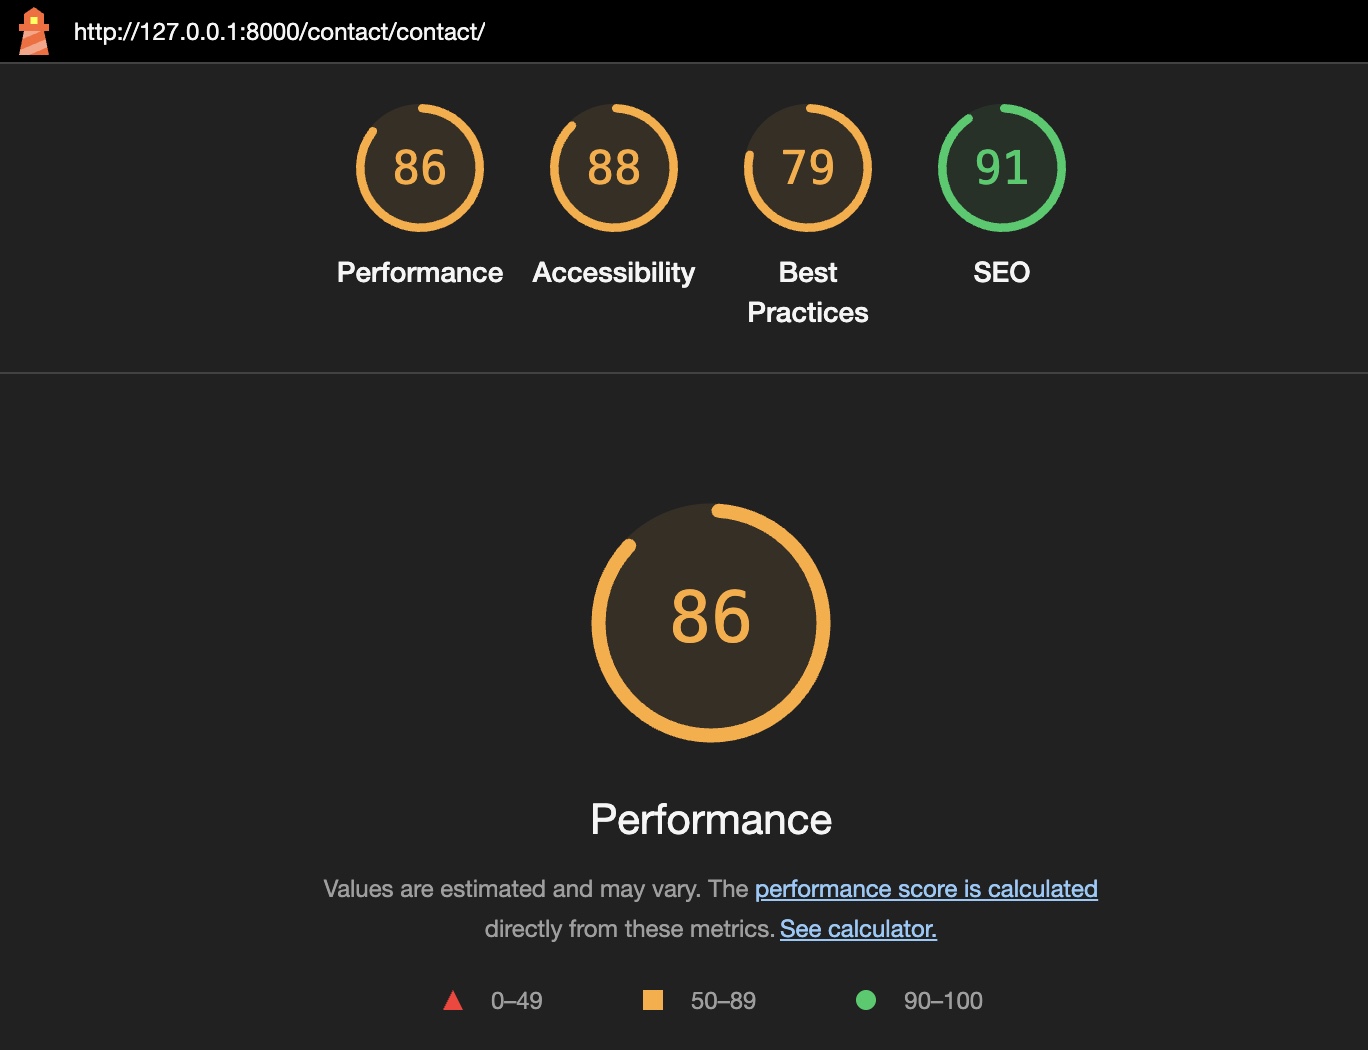 http://127.0.0.1:8000/contact/contact/
86 88 79 91
Performance Accessibility Best Practices SEO
86
Performance
Values are estimated and may vary. The performance score is calculated
directly from these metrics. See calculator.
0–49 50–89 90–100